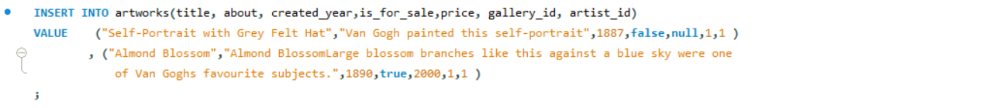 INSERT INTO artworks(title, about, created_year,is_for_sale,price, gallery_id, artist_id)
VALUE ("Self-Portrait with Grey Felt Hat","Van Gogh painted this self-portrait",1887,false,null,1,1 )
, ("Almond Blossom","Almond BlossomLarge blossom branches like this against a blue sky were one
of Van Goghs favourite subjects.",1890,true,2000,1,1 )
;